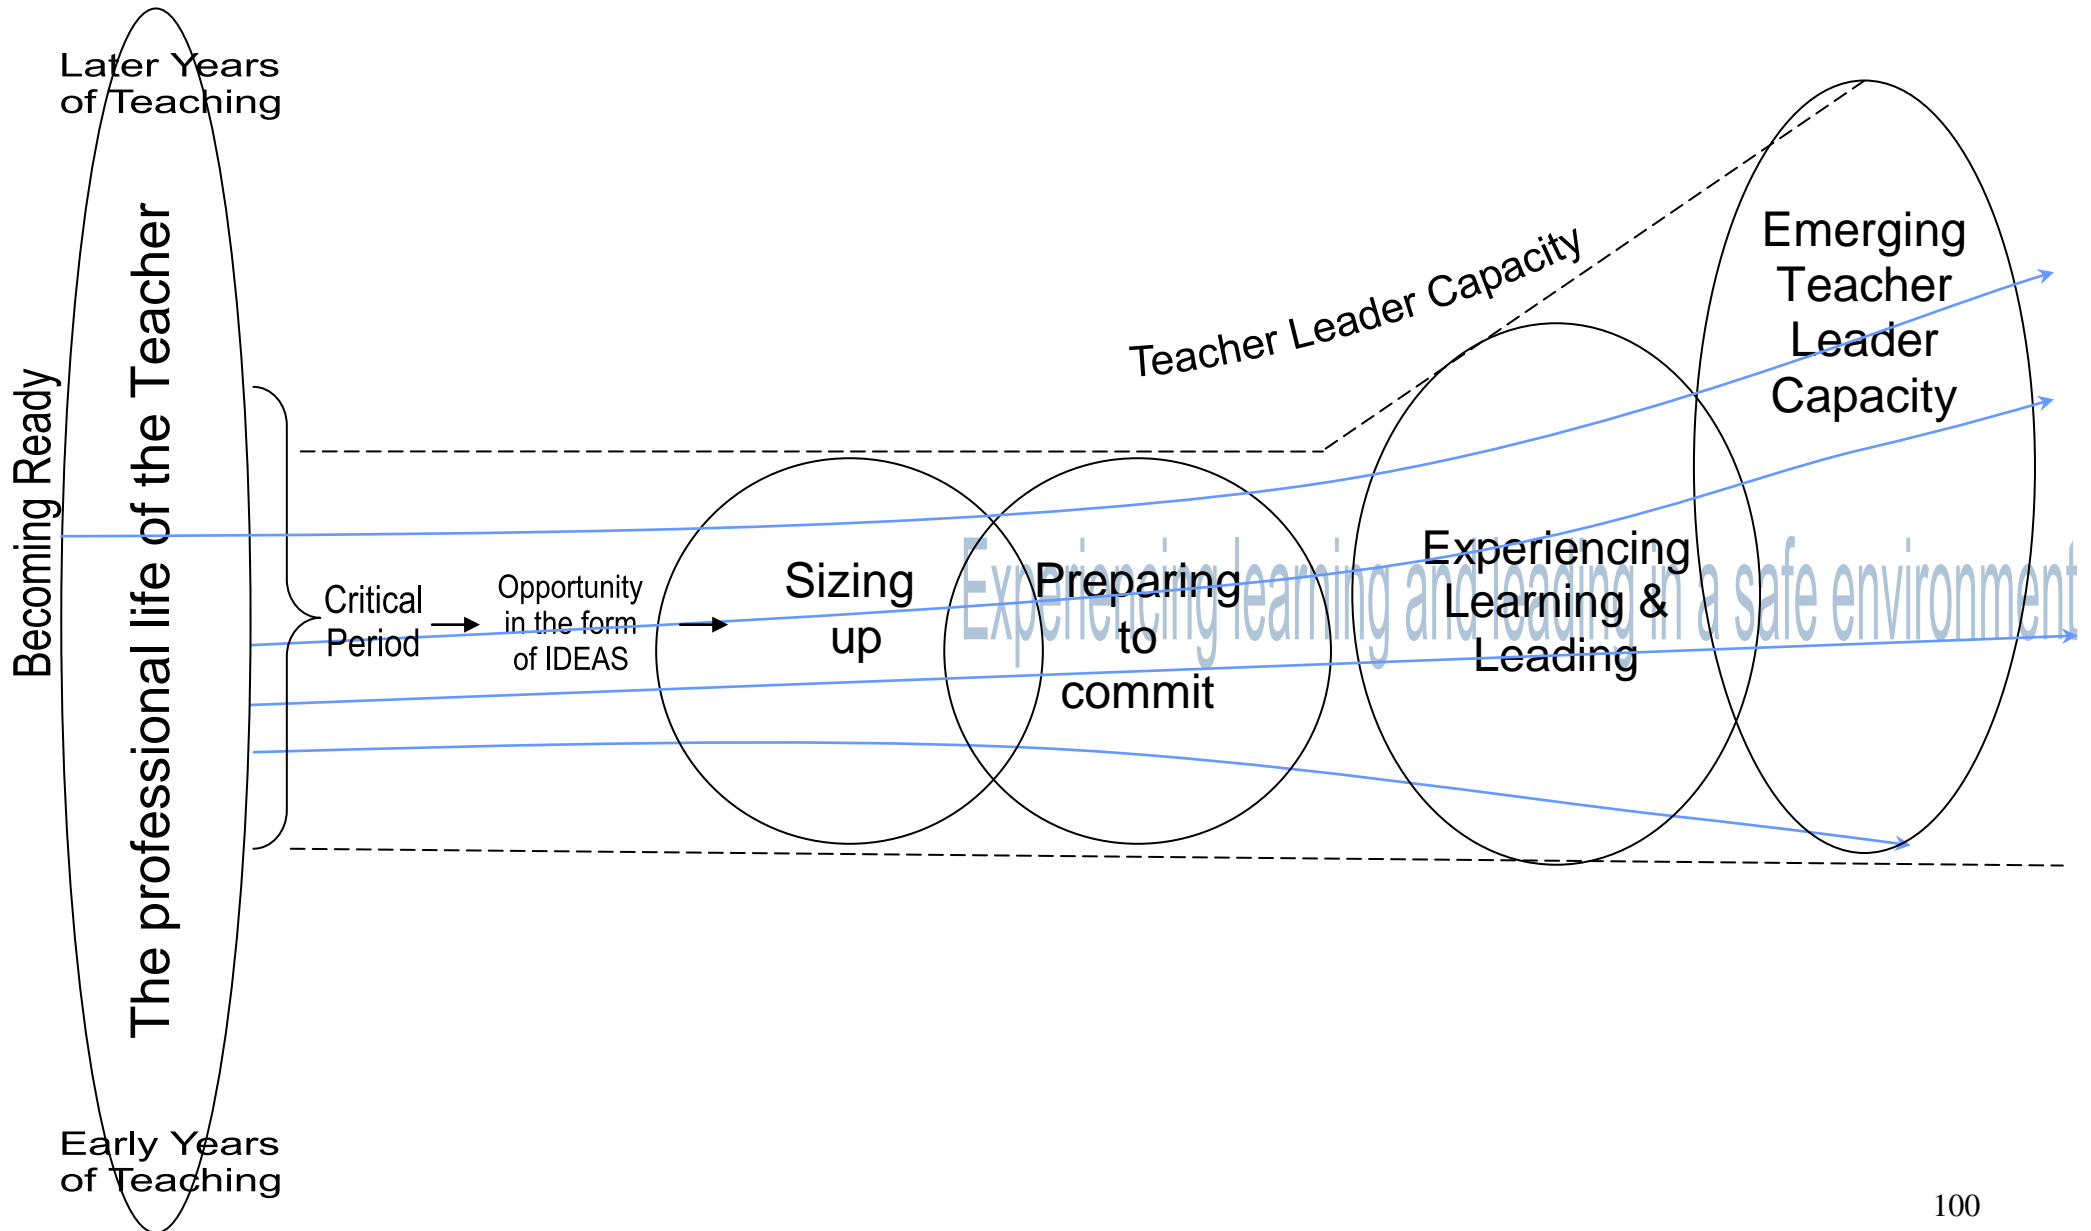 Later Years
of Teaching
Becoming Ready
The professional life of the Teacher
Early Years
of Teaching
Critical
Period
Opportunity
in the form
of IDEAS
Sizing
up
Preparing
to
commit
Teacher Leader Capacity
Experiencing
Learning &
Leading
Emerging
Teacher
Leader
Capacity
Experiencing learning and leading in a safe environment
100